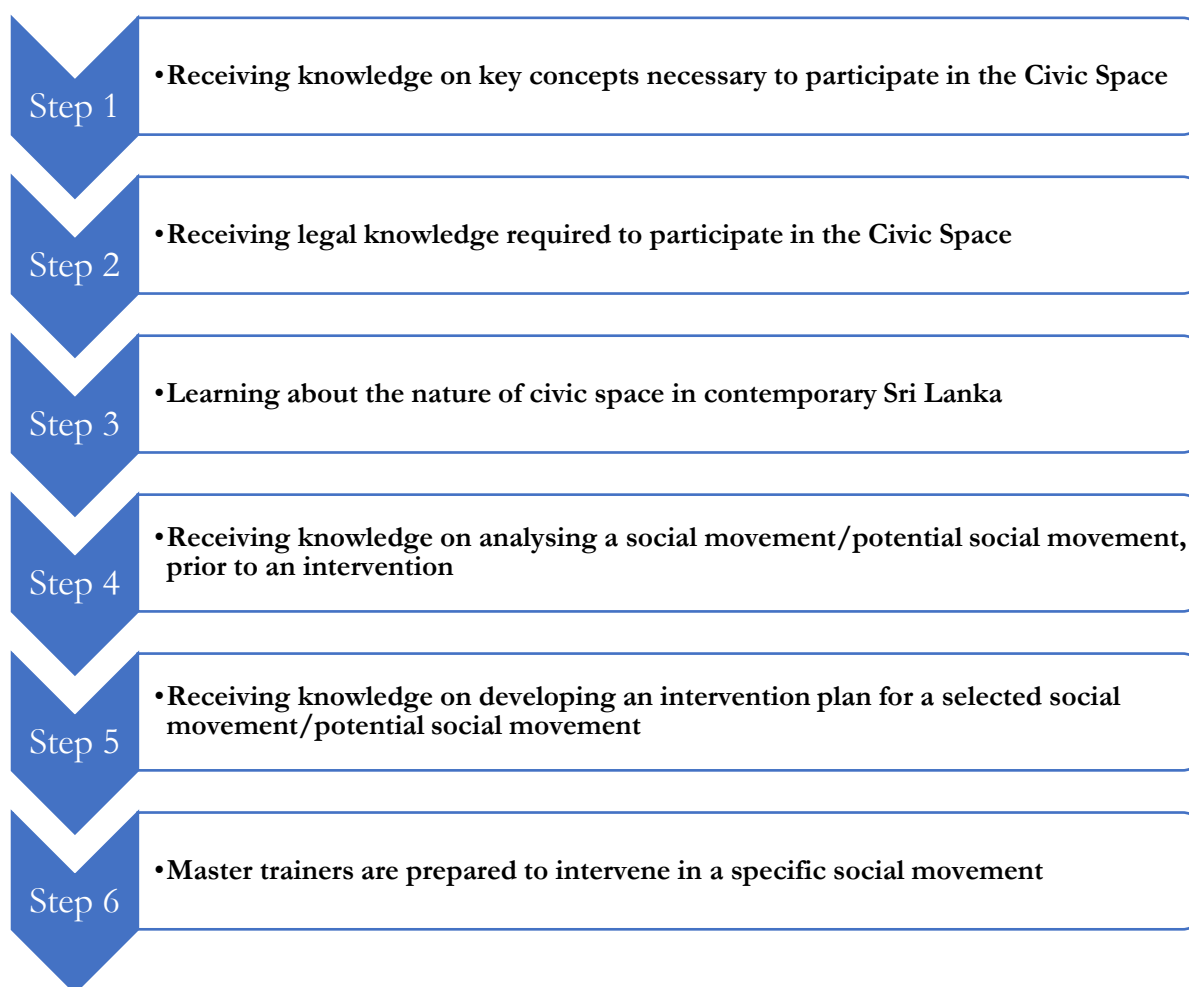 Step 1
•Receiving knowledge on key concepts necessary to participate in the Civic Space
Step 2
•Receiving legal knowledge required to participate in the Civic Space
Step 3
•Learning about the nature of civic space in contemporary Sri Lanka
Step 4
•Receiving knowledge on analysing a social movement/potential social movement,
prior to an intervention
Step 5
•Receiving knowledge on developing an intervention plan for a selected social
movement/potential social movement
Step 6
•Master trainers are prepared to intervene in a specific social movement